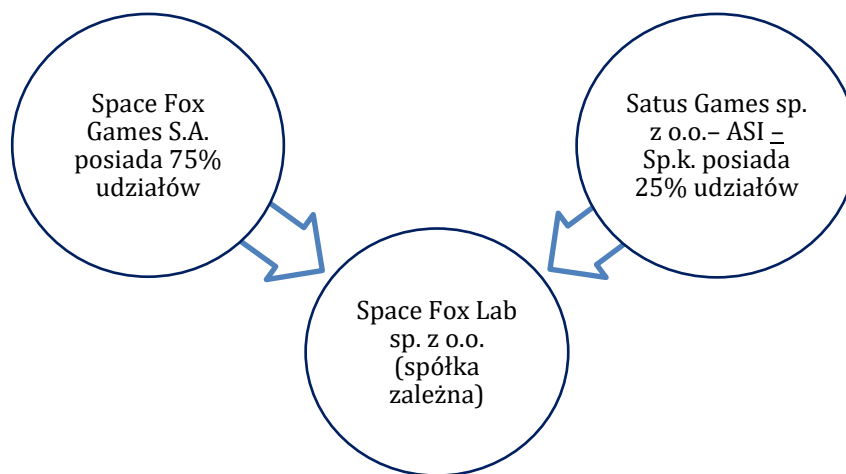 Space Fox
Games S.A.
posiada 75%
udziałów
Satus Games sp.
z o.o.– ASI –
Sp.k. posiada
25% udziałów
Space Fox Lab
sp. z o.o.
(spółka
zależna)